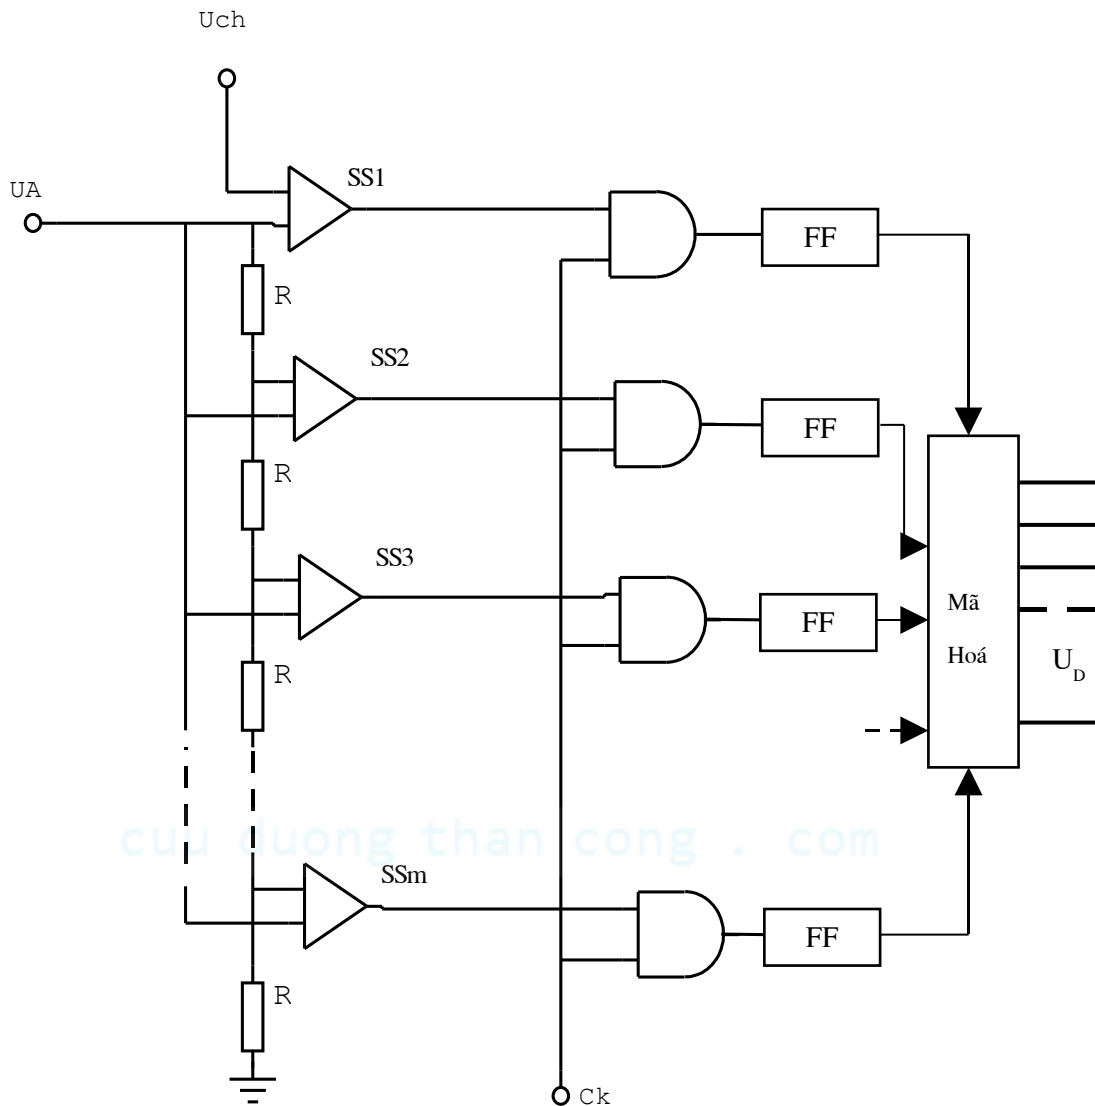 Uch
UA
SS1
FF
R
SS2
FF
R
SS3
FF
Mã
Hoá
U_D
R
cuu duong than cong . com
SSm
FF
R
Ck